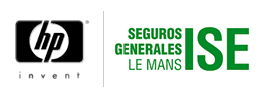 hp
invent
SEGUROS
GENERALES
LE MANS
ISE